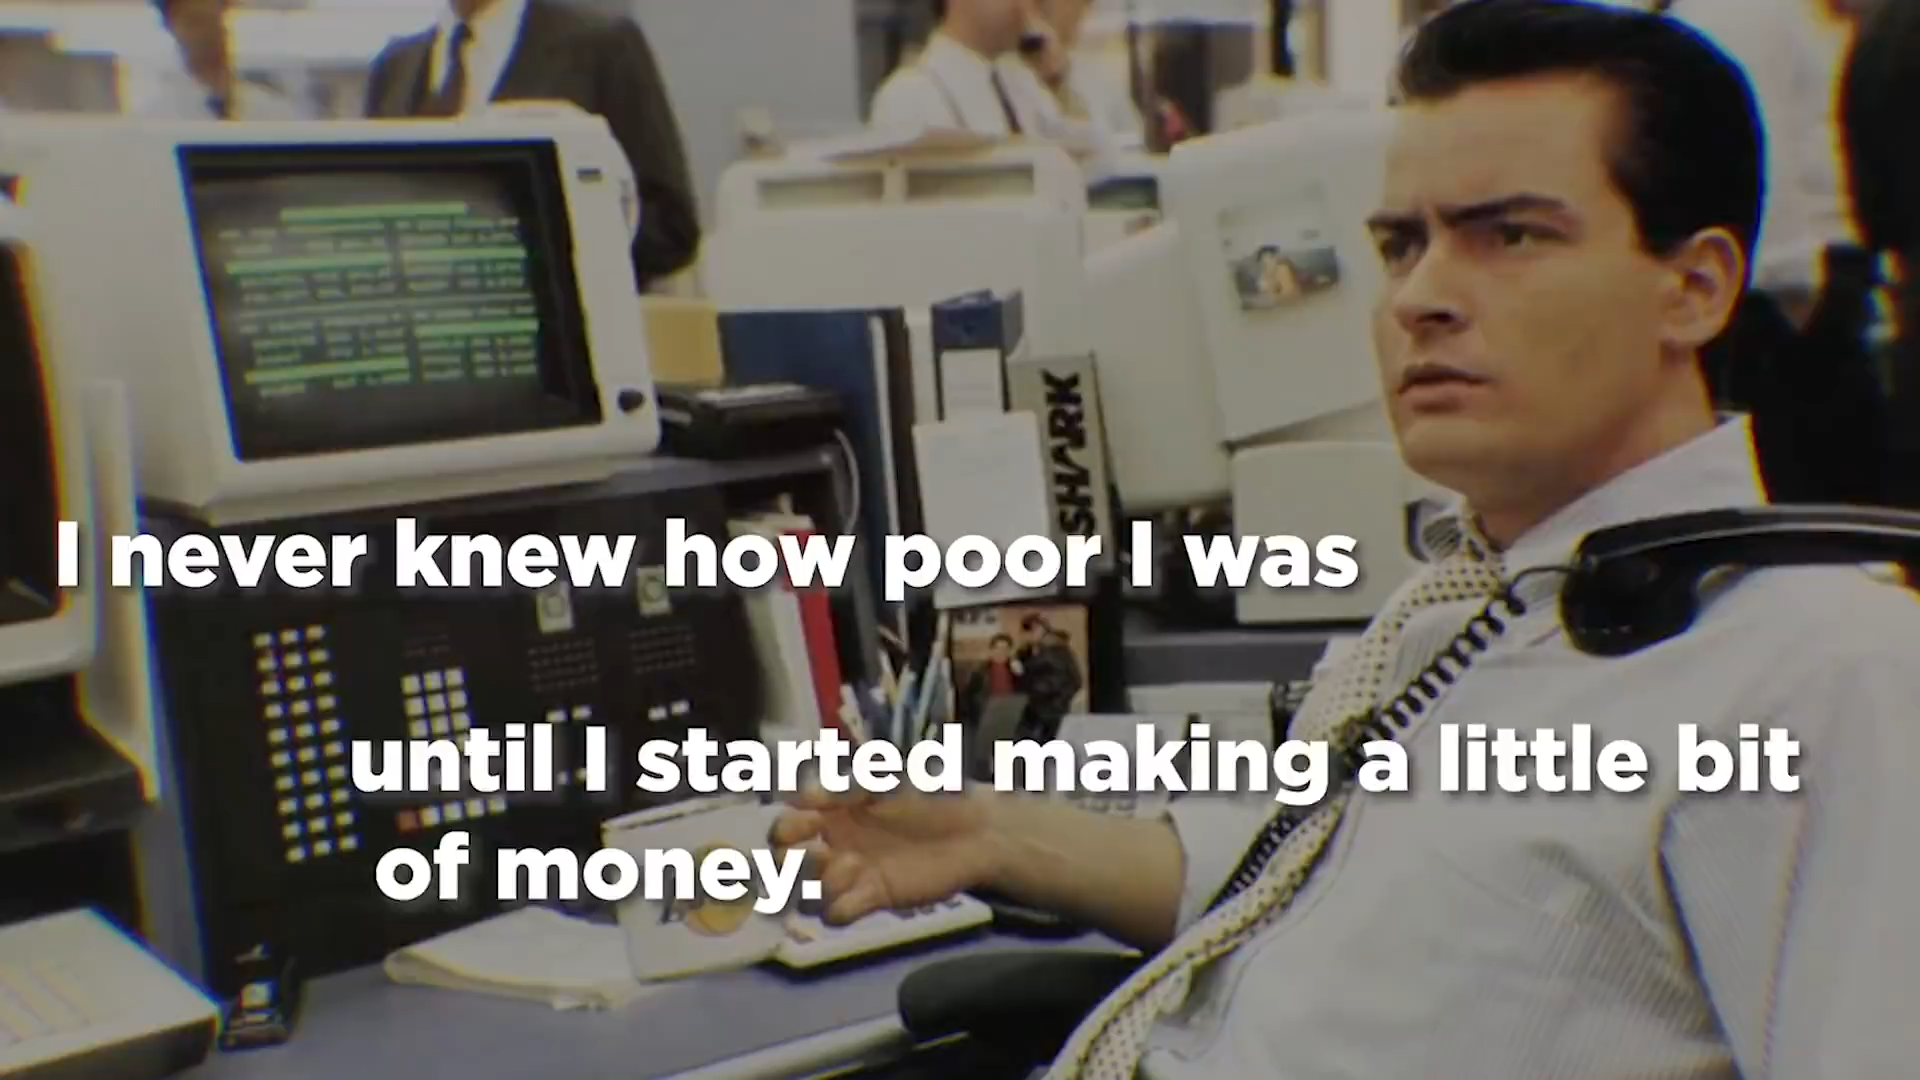 SHARK
I never knew how poor I was
until I started making a little bit
of money.